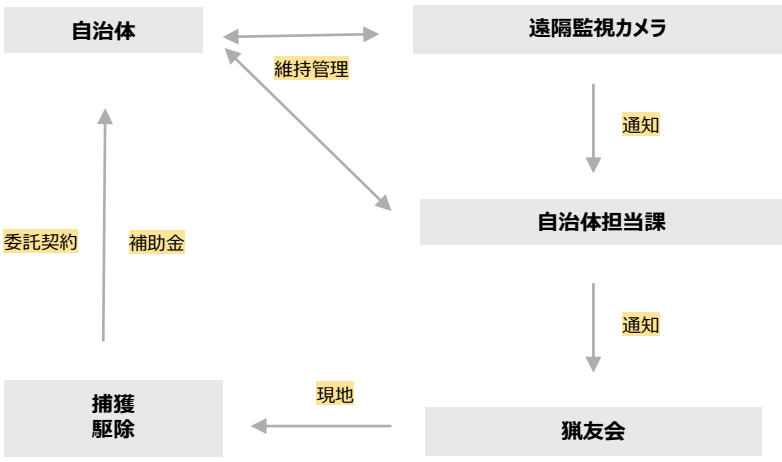 自治体
遠隔監視カメラ
維持管理
通知
自治体担当課
委託契約
補助金
通知
捕獲
駆除
現地
猟友会